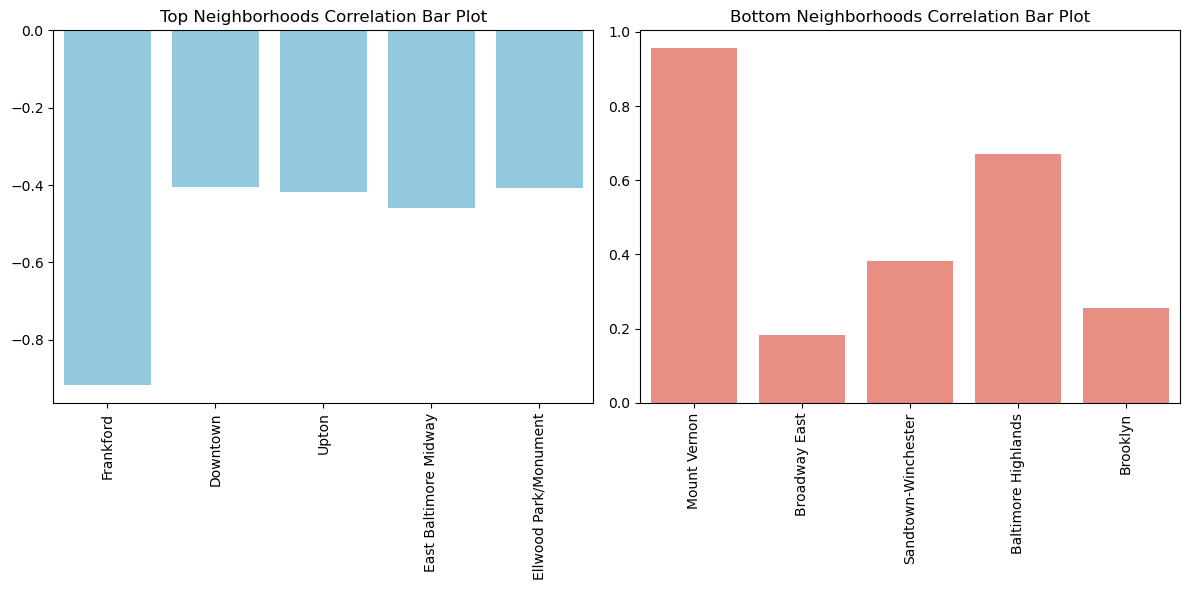 Top Neighborhoods Correlation Bar Plot
0.0
−0.2
−0.4
−0.6
−0.8
Frankford
Downtown
Upton
East Baltimore Midway
Ellwood Park/Monument
Bottom Neighborhoods Correlation Bar Plot
1.0
0.8
0.6
0.4
0.2
0.0
Mount Vernon
Broadway East
Sandtown-Winchester
Baltimore Highlands
Brooklyn